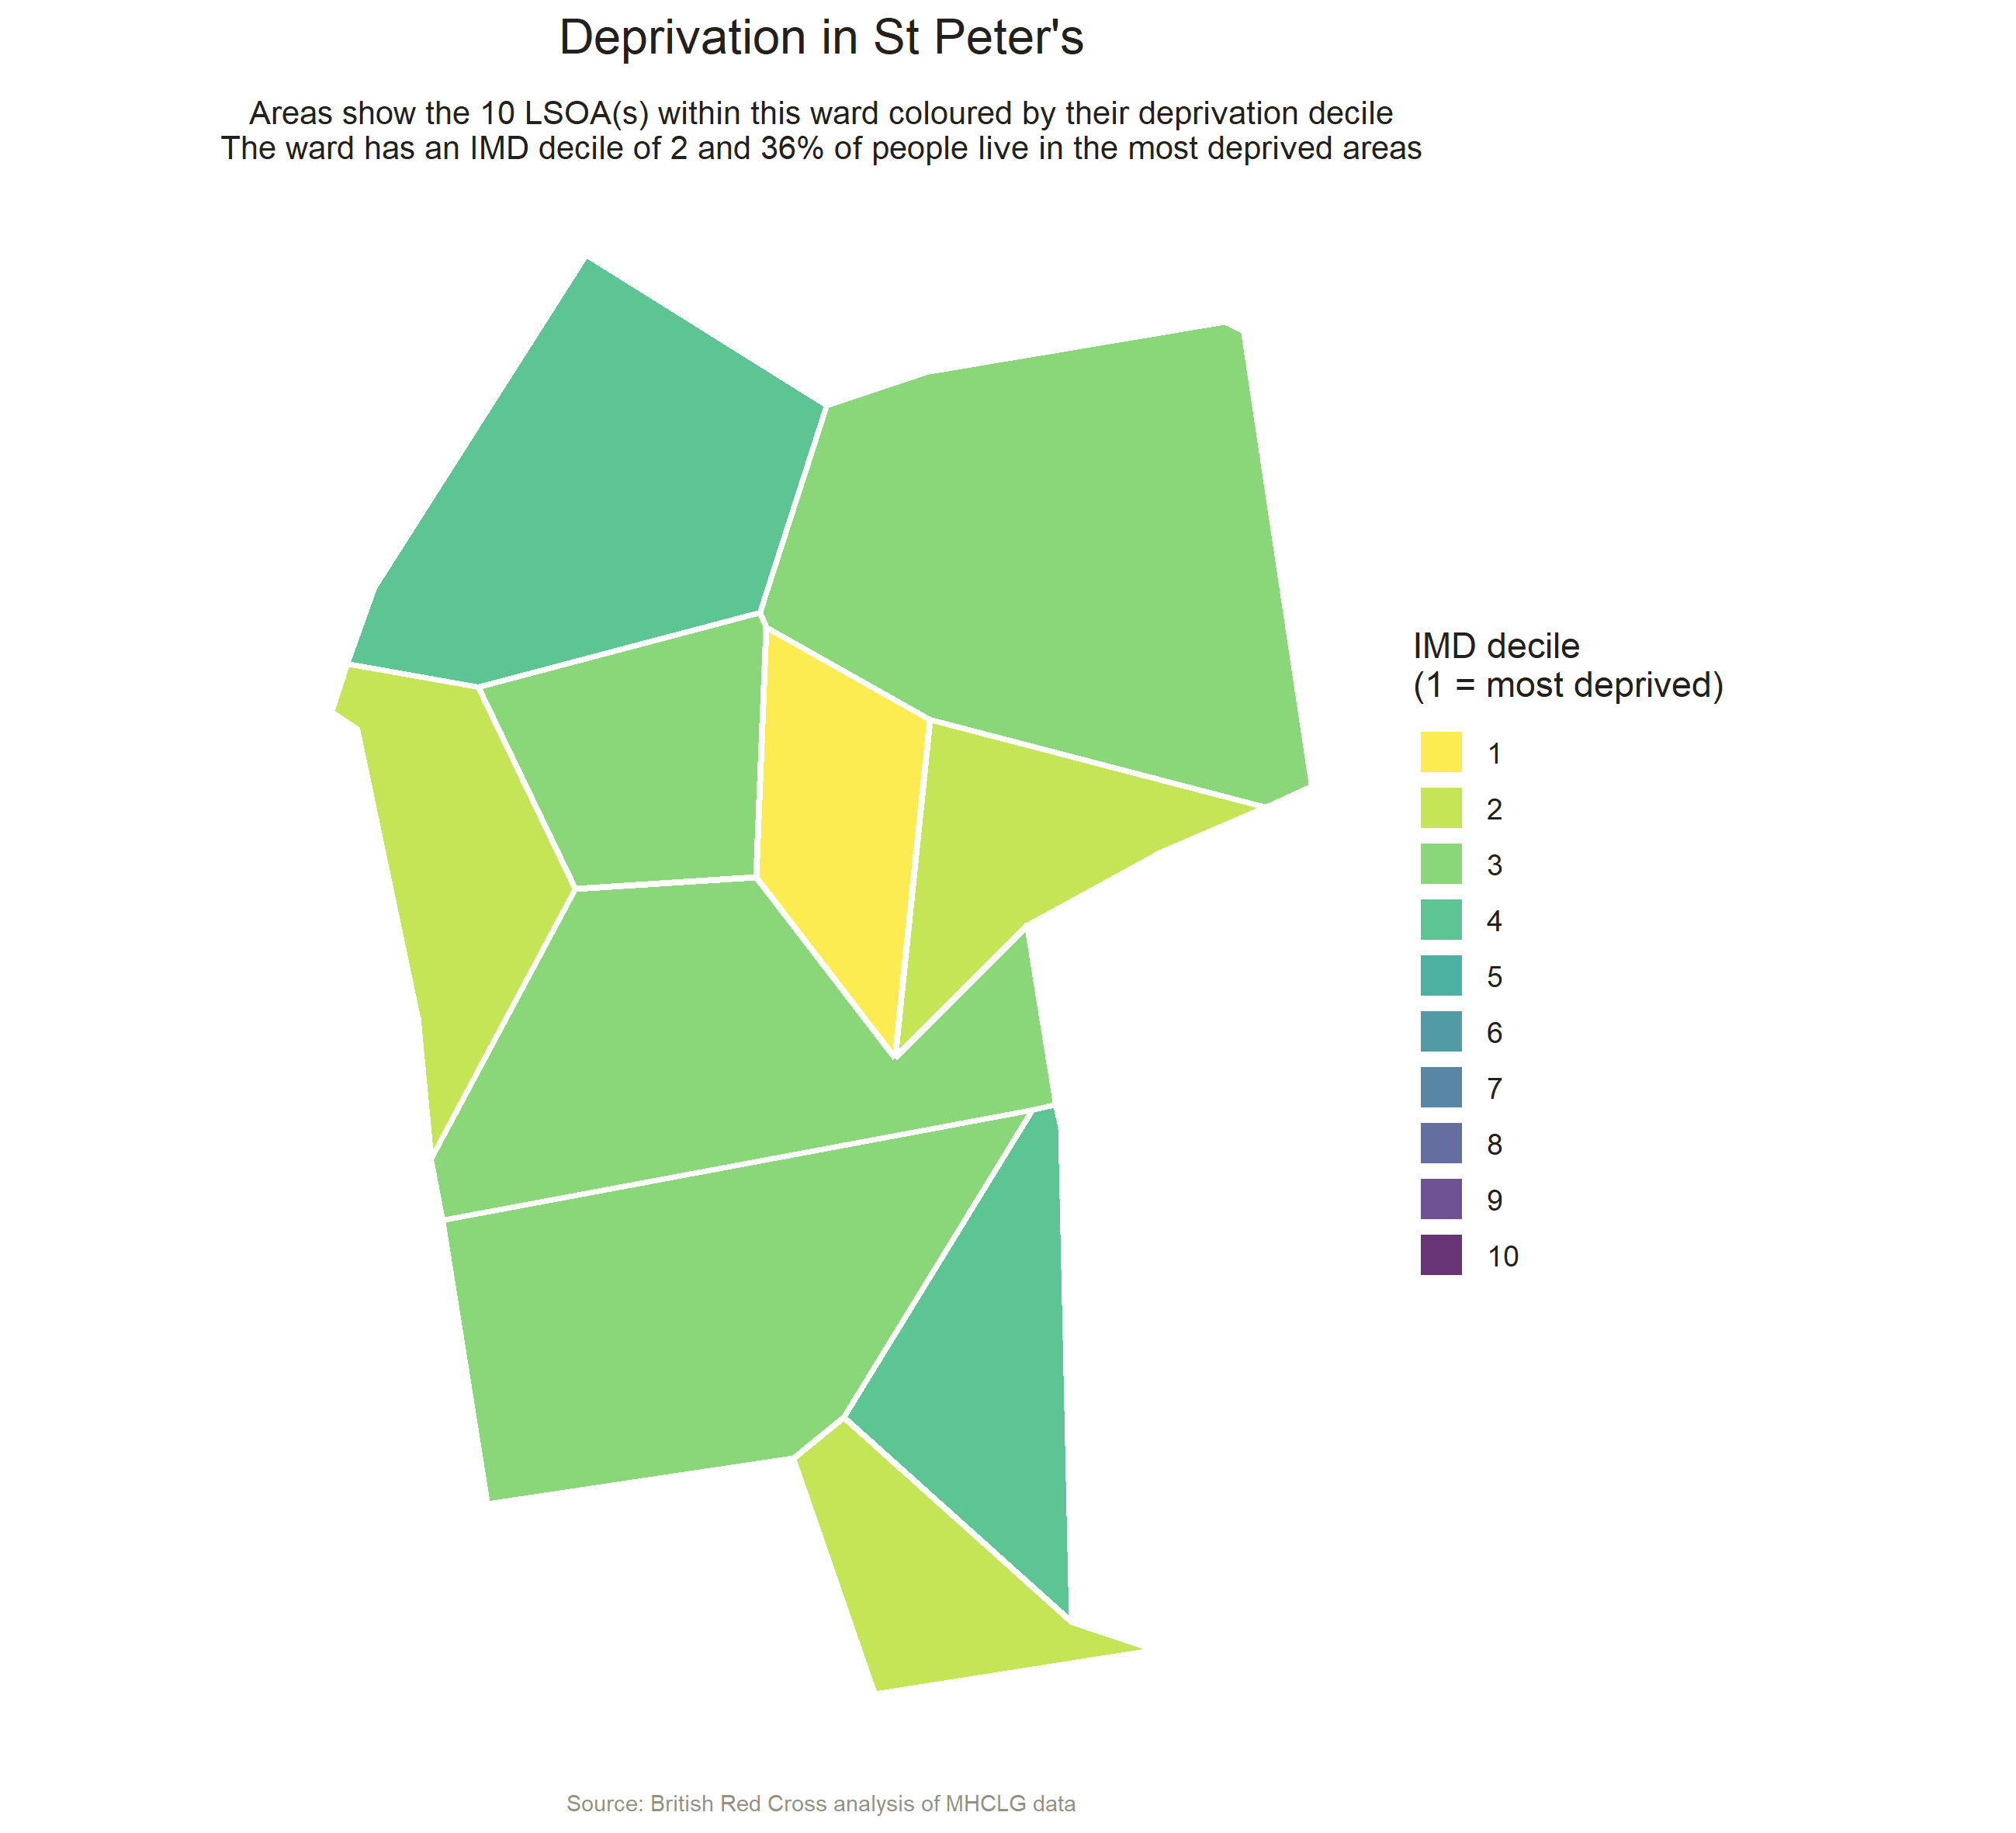 Deprivation in St Peter's
Areas show the 10 LSOA(s) within this ward coloured by their deprivation decile
The ward has an IMD decile of 2 and 36% of people live in the most deprived areas
IMD decile
(1 = most deprived)
1
2
3
4
5
6
7
8
9
10
Source: British Red Cross analysis of MHCLG data